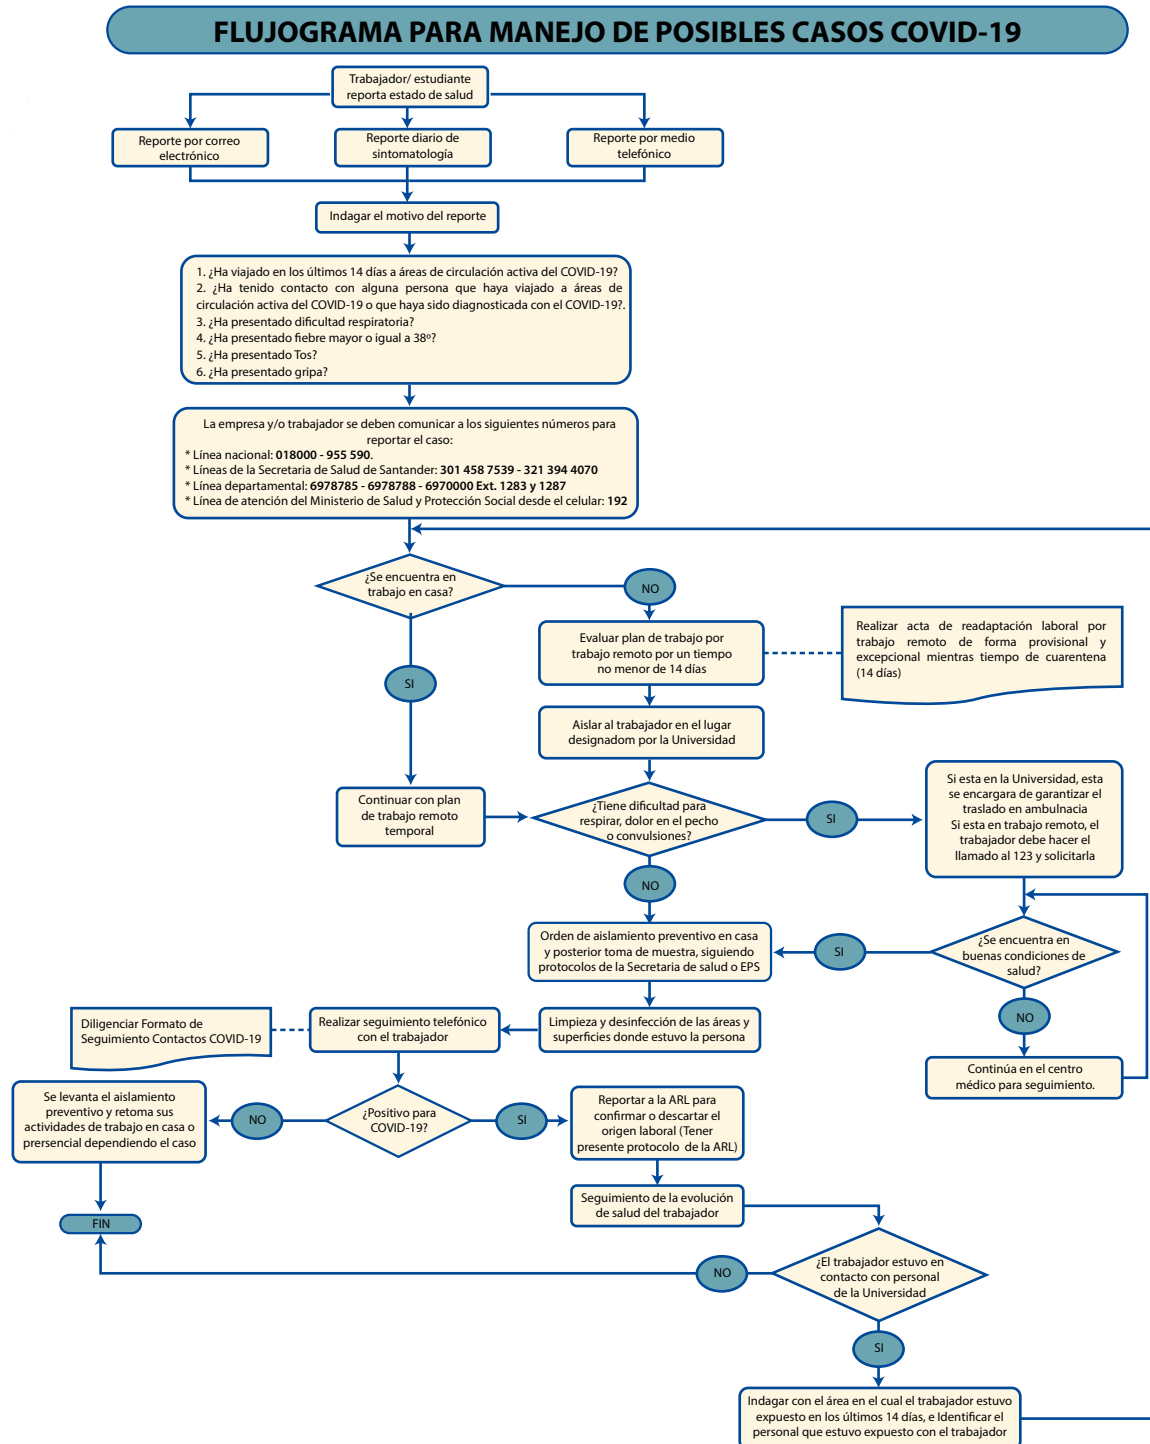 FLUJOGRAMA PARA MANEJO DE POSIBLES CASOS COVID-19
Trabajador/ estudiante
reporta estado de salud
Reporte por correo
electrónico
Reporte diario de
sintomatología
Reporte por medio
telefónico
Indagar el motivo del reporte
1. ¿Ha viajado en los últimos 14 días a áreas de circulación activa del COVID-19?
2. ¿Ha tenido contacto con alguna persona que haya viajado a áreas de
circulación activa del COVID-19 o que haya sido diagnosticada con el COVID-19?.
3. ¿Ha presentado dificultad respiratoria?
4. ¿Ha presentado fiebre mayor o igual a 38º?
5. ¿Ha presentado Tos?
6. ¿Ha presentado gripa?
La empresa y/o trabajador se deben comunicar a los siguientes números para
reportar el caso:
* Línea nacional: 018000 - 955 590.
* Líneas de la Secretaria de Salud de Santander: 301 458 7539 - 321 394 4070
* Línea departamental: 6978785 - 6978788 - 6970000 Ext. 1283 y 1287
* Línea de atención del Ministerio de Salud y Protección Social desde el celular: 192
¿Se encuentra en
trabajo en casa?
NO
SI
Evaluar plan de trabajo por
trabajo remoto por un tiempo
no menor de 14 días
Realizar acta de readaptación laboral por
trabajo remoto de forma provisional y
excepcional mientras tiempo de cuarentena
(14 días)
Aislar al trabajador en el lugar
designadom por la Universidad
Continuar con plan
de trabajo remoto
temporal
¿Tiene dificultad para
respirar, dolor en el pecho
o convulsiones?
SI
Si esta en la Universidad, esta
se encargara de garantizar el
traslado en ambulnacia
Si esta en trabajo remoto, el
trabajador debe hacer el
llamado al 123 y solicitarla
NO
Orden de aislamiento preventivo en casa
y posterior toma de muestra, siguiendo
protocolos de la Secretaria de salud o EPS
SI
¿Se encuentra en
buenas condiciones de
salud?
NO
Continúa en el centro
médico para seguimiento.
Limpieza y desinfección de las áreas y
superficies donde estuvo la persona
Realizar seguimiento telefónico
con el trabajador
Diligenciar Formato de
Seguimiento Contactos COVID-19
¿Positivo para
COVID-19?
NO
Se levanta el aislamiento
preventivo y retoma sus
actividades de trabajo en casa o
prersencial dependiendo el caso
SI
Reportar a la ARL para
confirmar o descartar el
origen laboral (Tener
presente protocolo de la ARL)
Seguimiento de la evolución
de salud del trabajador
FIN
¿El trabajador estuvo en
contacto con personal
de la Universidad
NO
SI
Indagar con el área en el cual el trabajador estuvo
expuesto en los últimos 14 días, e Identificar el
personal que estuvo expuesto con el trabajador